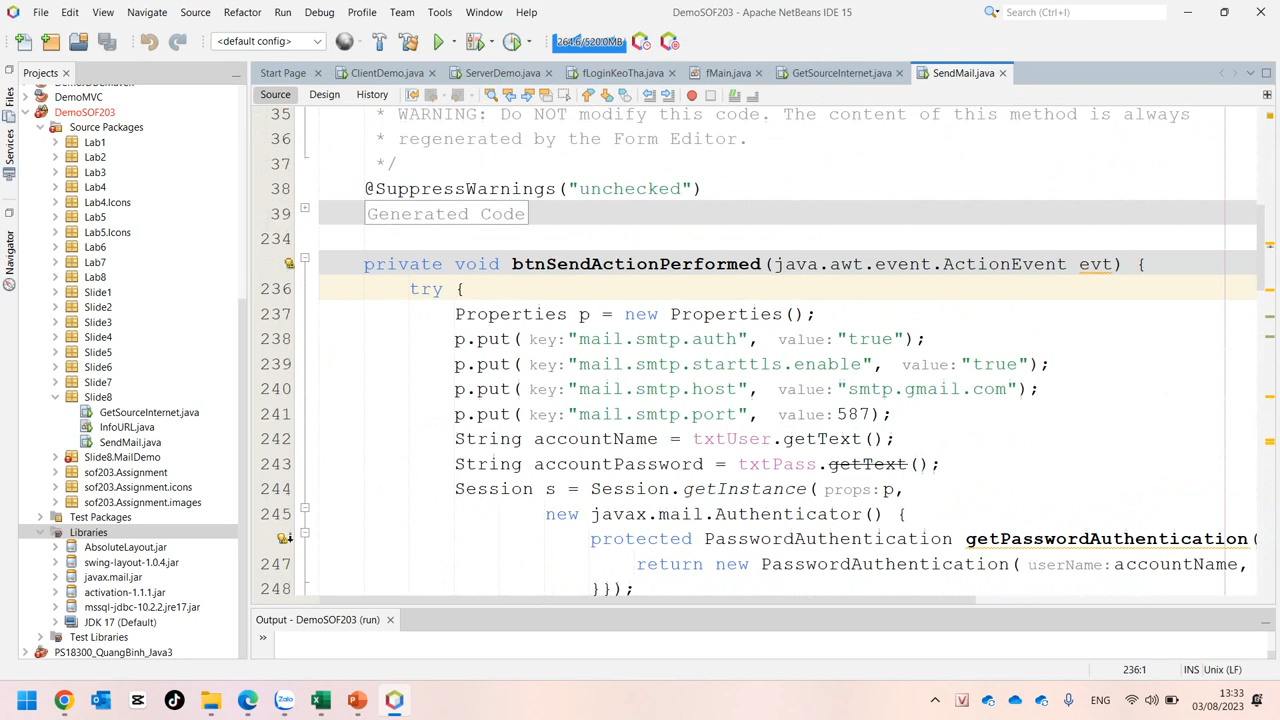 File Edit View Navigate Source Refactor Run Debug Profile Team Tools Window Help
DemoSOF203 - Apache NetBeans IDE 15
Search (Ctrl+I)
<default config>
264.6/520.0MB
Files
Services
Navigator
Projects
DemoMVC
DemoSOF203
Source Packages
Lab1
Lab2
Lab3
Lab4
Lab4.Icons
Lab5
Lab5.Icons
Lab6
Lab7
Lab8
Slide1
Slide2
Slide3
Slide4
Slide5
Slide6
Slide7
Slide8
GetSourceInternet.java
InfoURL.java
SendMail.java
Slide8.MailDemo
sof203.Assignment
sof203.Assignment.icons
sof203.Assignment.images
Test Packages
Libraries
AbsoluteLayout.jar
swing-layout-1.0.4.jar
javax.mail.jar
activation-1.1.1.jar
mssql-jdbc-10.2.2.jre17.jar
JDK 17 (Default)
Test Libraries
PS18300_QuangBinh_Java3
Start Page ClientDemo.java ServerDemo.java fLoginKeoTha.java fMain.java GetSourceInternet.java SendMail.java
Source Design History
35 * WARNING: Do NOT modify this code. The content of this method is always
36 * regenerated by the Form Editor.
37 */
38 @SuppressWarnings("unchecked")
39 Generated Code
234
private void btnSendActionPerformed(java.awt.event.ActionEvent evt) {
236 try {
237 Properties p = new Properties();
238 p.put(key:"mail.smtp.auth", value:"true");
239 p.put(key:"mail.smtp.starttls.enable", value:"true");
240 p.put(key:"mail.smtp.host", value:"smtp.gmail.com");
241 p.put(key:"mail.smtp.port", value:587);
242 String accountName = txtUser.getText();
243 String accountPassword = txtPass.getText();
244 Session s = Session.getInstance(props:p,
245 new javax.mail.Authenticator() {
protected PasswordAuthentication getPasswordAuthentication(
247 return new PasswordAuthentication(userName:accountName,
248 }});
Output - DemoSOF203 (run)
236:1 INS Unix (LF)
Zalo
ENG
13:33
03/08/2023